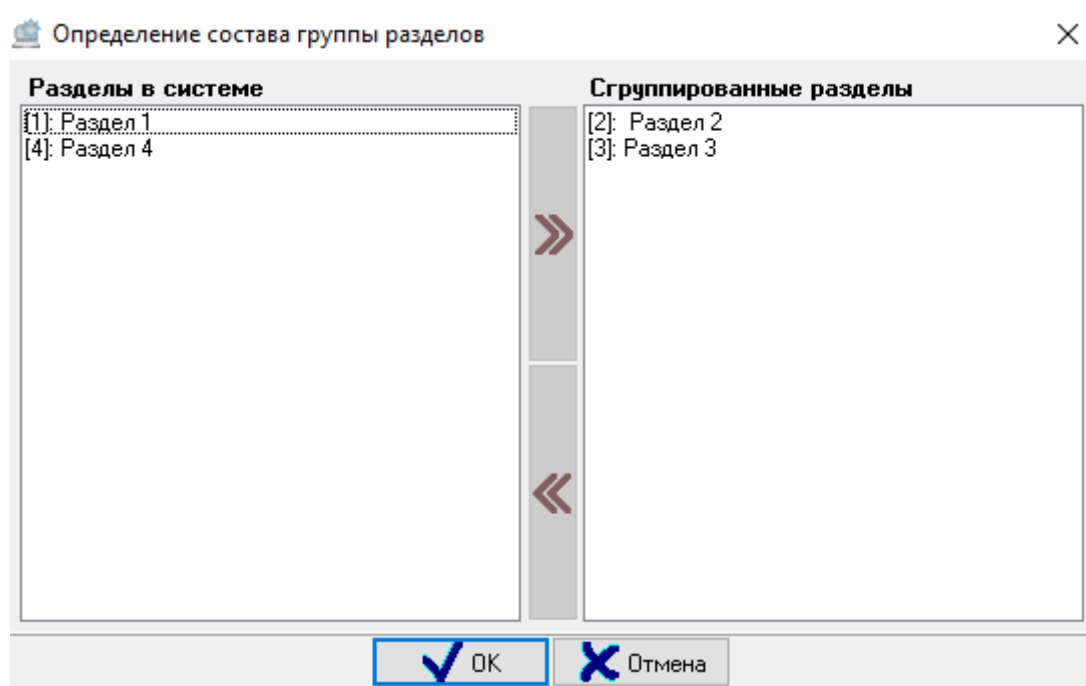 Определение состава группы разделов
Разделы в системе
[1]: Раздел 1
[4]: Раздел 4
Сгруппированные разделы
[2]:  Раздел 2
[3]: Раздел 3
OK
Отмена